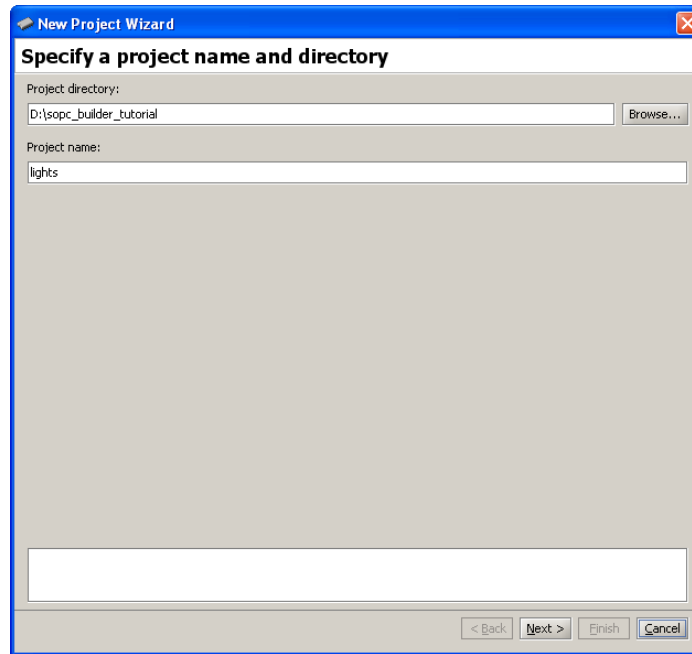 New Project Wizard
Specify a project name and directory
Project directory:
D:\sopc_builder_tutorial
Browse...
Project name:
lights
< Back
Next >
Finish
Cancel